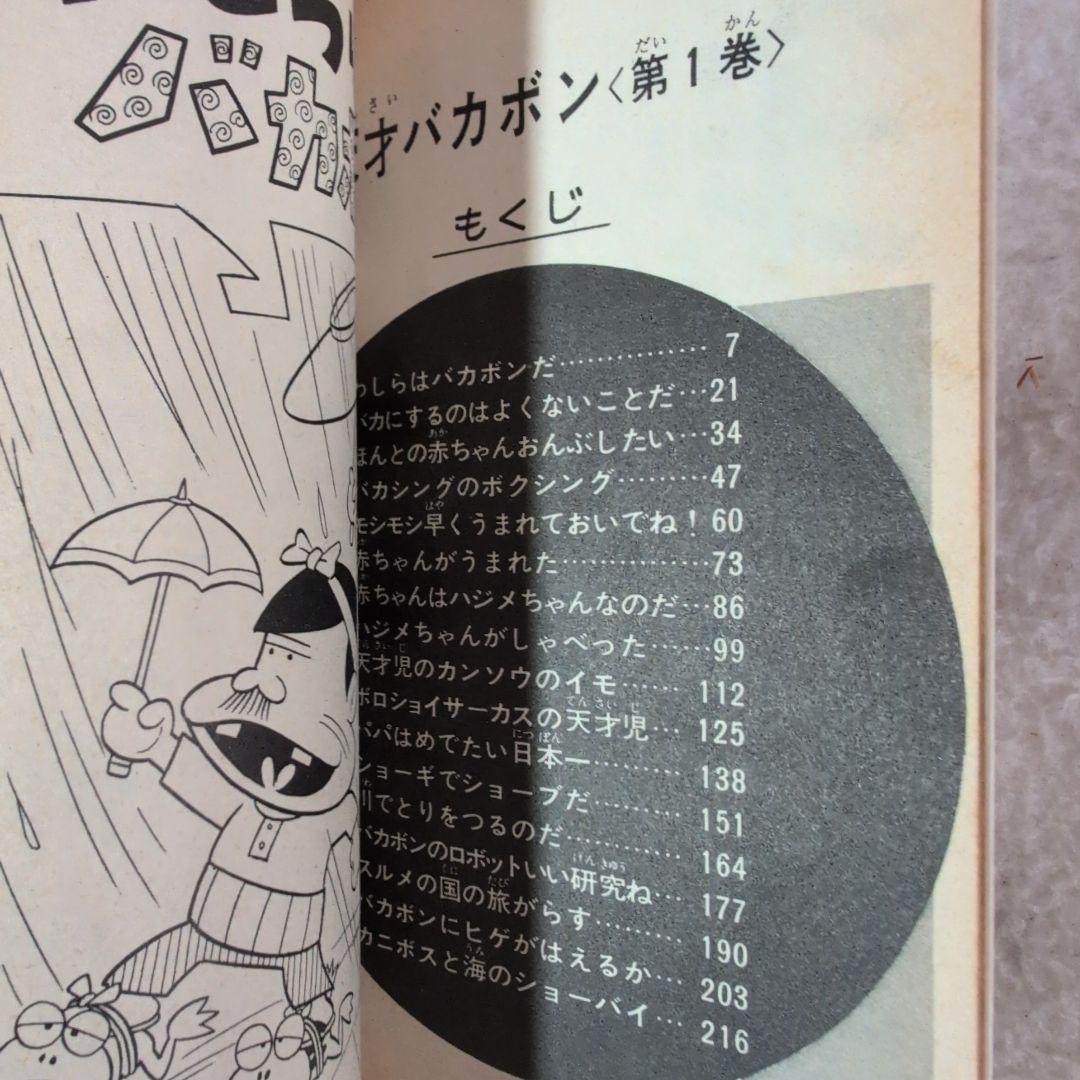 バカ
才バカボン〈第1巻〉
もくじ
っしらはバカボンだ……………7
バカにするのはよくないことだ…21
ほんとの赤ちゃんおんぶしたい…34
バカシングのボクシング………47
モシモシ早くうまれておいでね！60
赤ちゃんがうまれた……………73
赤ちゃんはハジメちゃんなのだ…86
ハジメちゃんがしゃべった……99
天才児のカンソウのイモ……112
ボロショイサーカスの天才児…125
パパはめでたい日本一………138
ショーギでショーブだ………151
川でとりをつるのだ…………164
バカボンのロボットいい研究ね…177
スルメの国の旅がらす………190
バカボンにヒゲがはえるか…203
カニボスと海のショーバイ…216